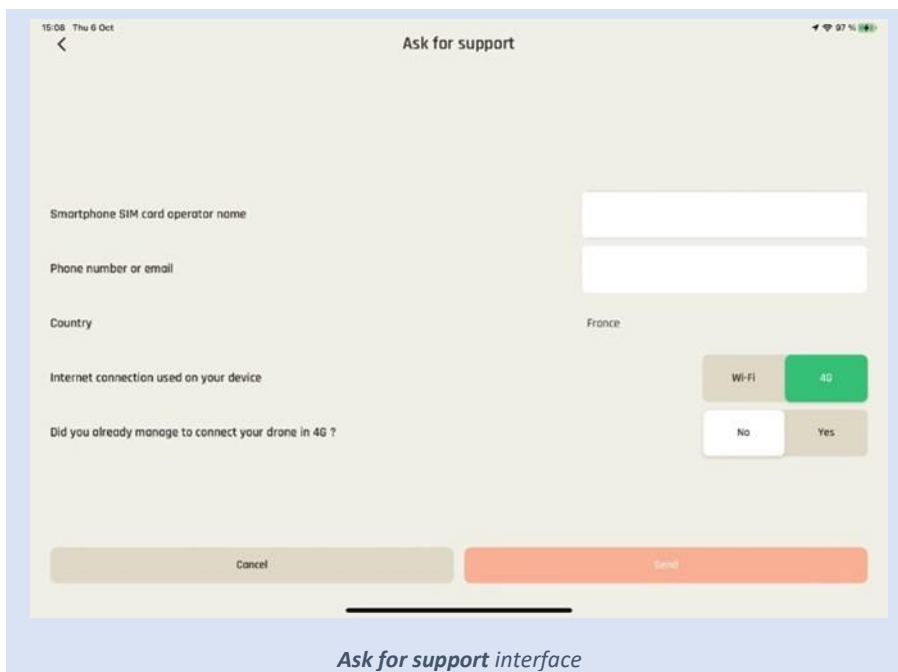 15:08 Thu 6 Oct
97 %
Ask for support
Smartphone SIM card operator name
Phone number or email
Country
France
Internet connection used on your device
Wi-Fi
4G
Did you already manage to connect your drone in 4G ?
No
Yes
Cancel
Send
Ask for support interface